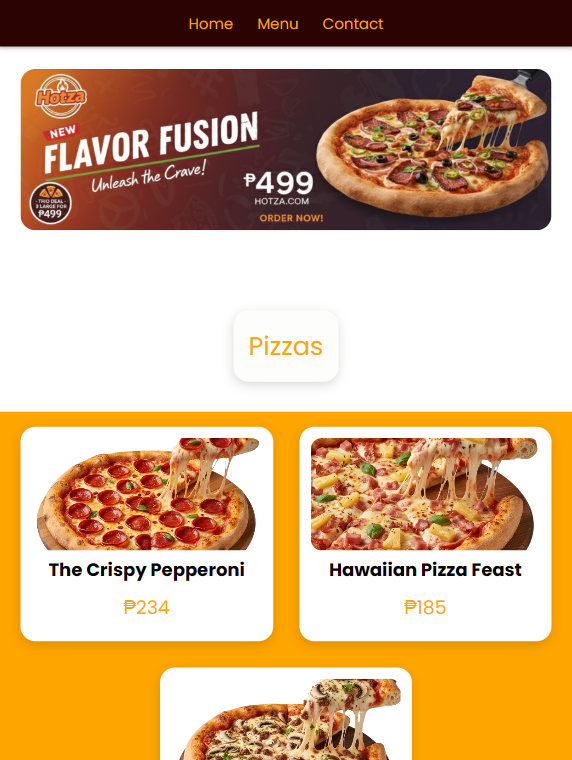 Home Menu Contact
Hotza
NEW
FLAVOR FUSION
Unleash the Crave!
- TRIO DEAL -
3 LARGE FOR
₱499
₱499
HOTZA.COM
ORDER NOW!
Pizzas
The Crispy Pepperoni
₱234
Hawaiian Pizza Feast
₱185